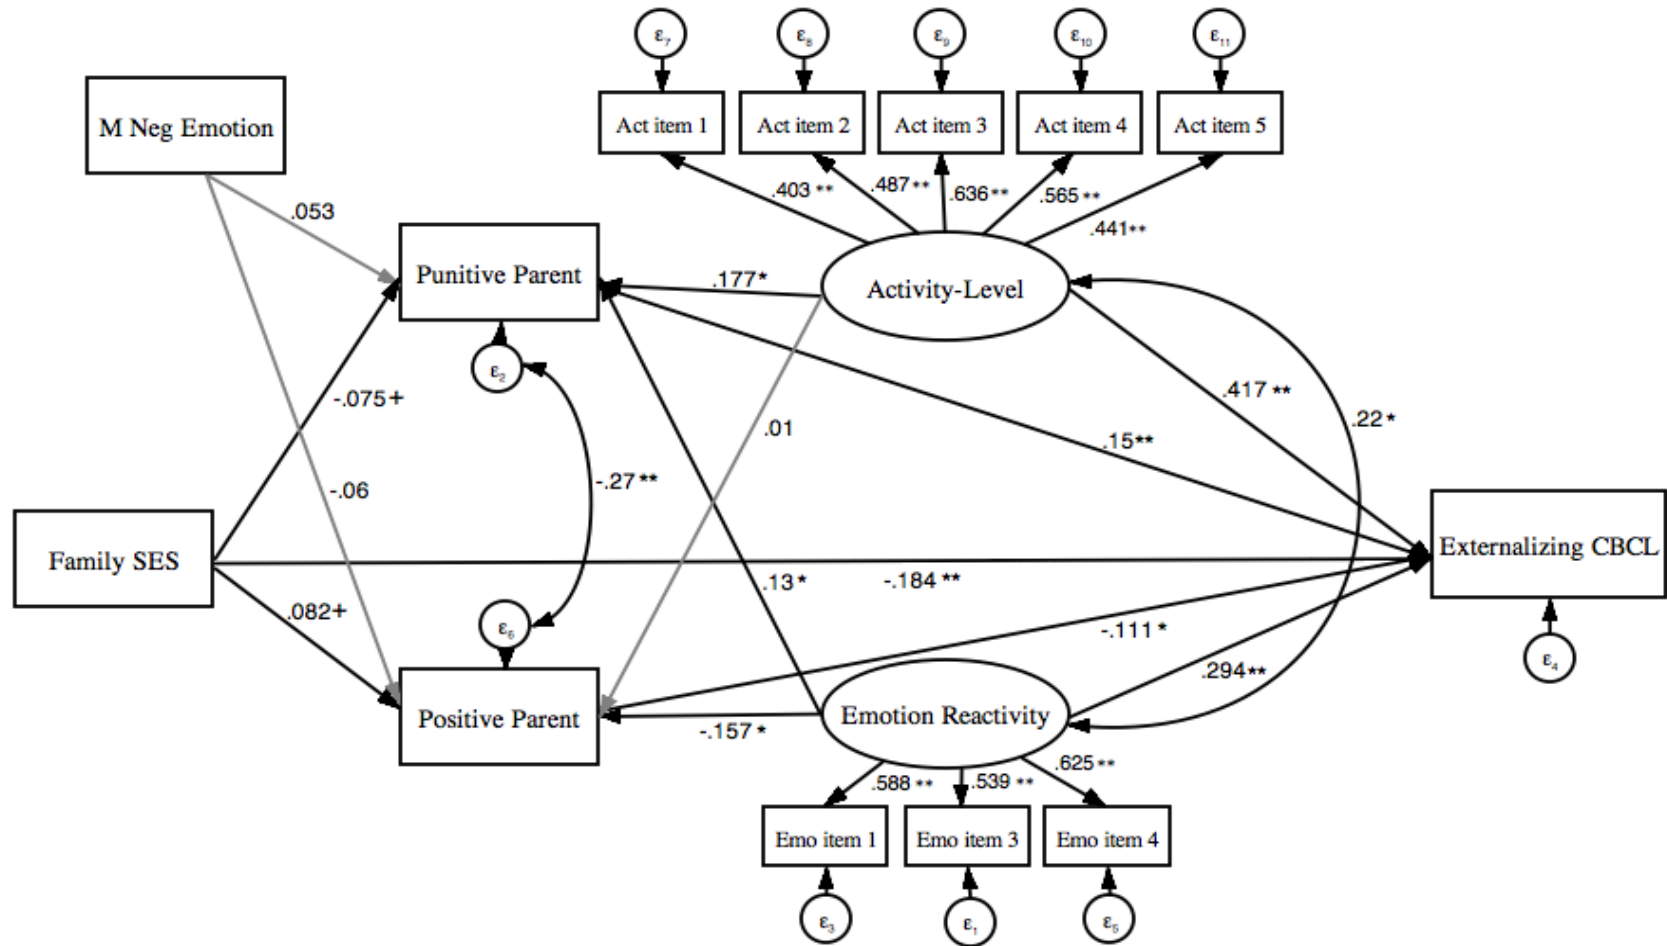 ε₇ ε₈ ε₉ ε₁₀ ε₁₁
M Neg Emotion
Act item 1 Act item 2 Act item 3 Act item 4 Act item 5
.403 ** .487** .636** .565** .441**
.053
Punitive Parent
.177*
Activity-Level
ε₂
-.075+
.417 **
.22 *
.01
.15**
-.27 **
-.06
Family SES
Externalizing CBCL
.13 *
-.184 **
.082+
ε₆
-.111 *
ε₄
.294**
Positive Parent
Emotion Reactivity
-.157 *
.588 ** .539 ** .625**
Emo item 1 Emo item 3 Emo item 4
ε₃ ε₁ ε₅